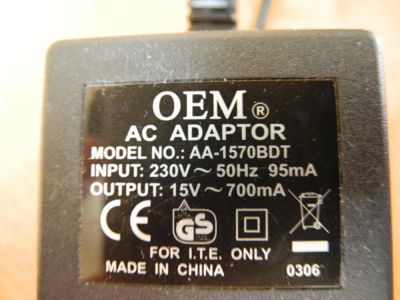 OEM®
AC ADAPTOR
MODEL NO.: AA-1570BDT
INPUT: 230V ~ 50Hz 95mA
OUTPUT: 15V ~ 700mA
CE GS
FOR I.T.E. ONLY
MADE IN CHINA 0306